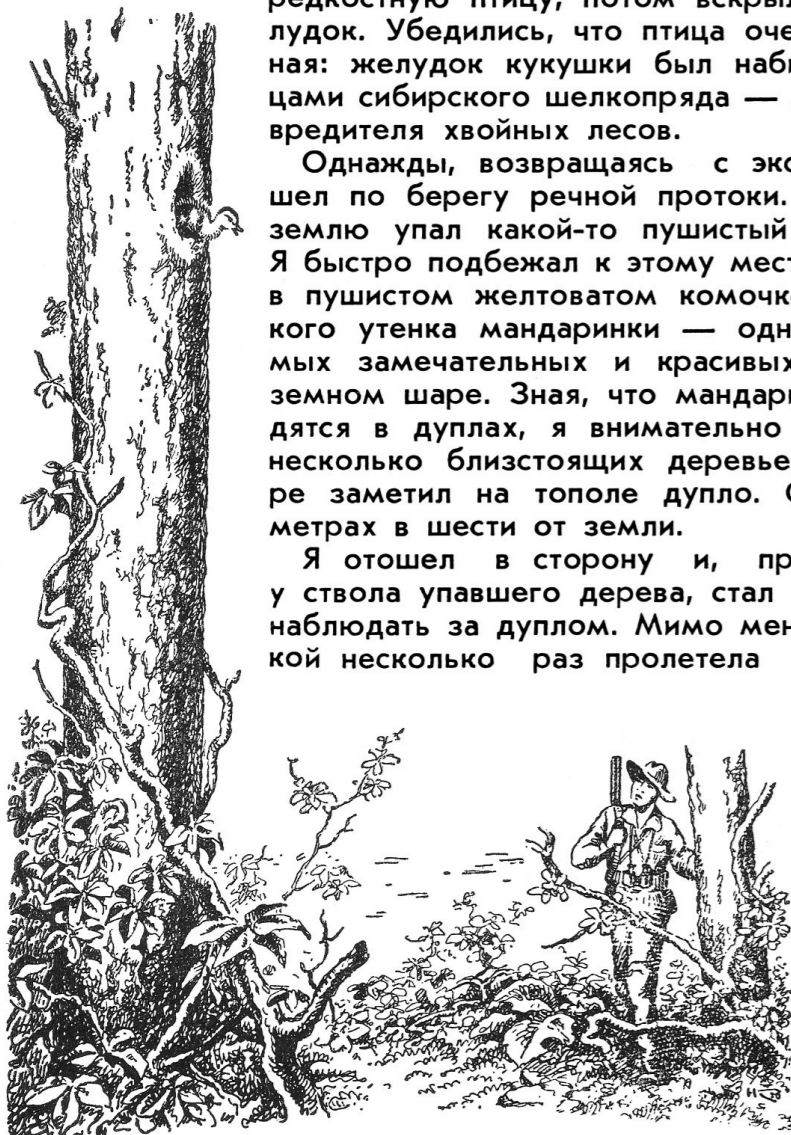 редкостную птицу, потом вскрыл
лудок. Убедились, что птица оче
ная: желудок кукушки был наби
цами сибирского шелкопряда —
вредителя хвойных лесов.
Однажды, возвращаясь с экс
шел по берегу речной протоки.
землю упал какой-то пушистый
Я быстро подбежал к этому мест
в пушистом желтоватом комочк
кого утенка мандаринки — одн
мых замечательных и красивых
земном шаре. Зная, что мандари
дятся в дуплах, я внимательно
несколько близстоящих деревье
ре заметил на тополе дупло. О
метрах в шести от земли.
Я отошел в сторону и, пр
у ствола упавшего дерева, стал
наблюдать за дуплом. Мимо мен
кой несколько раз пролетела